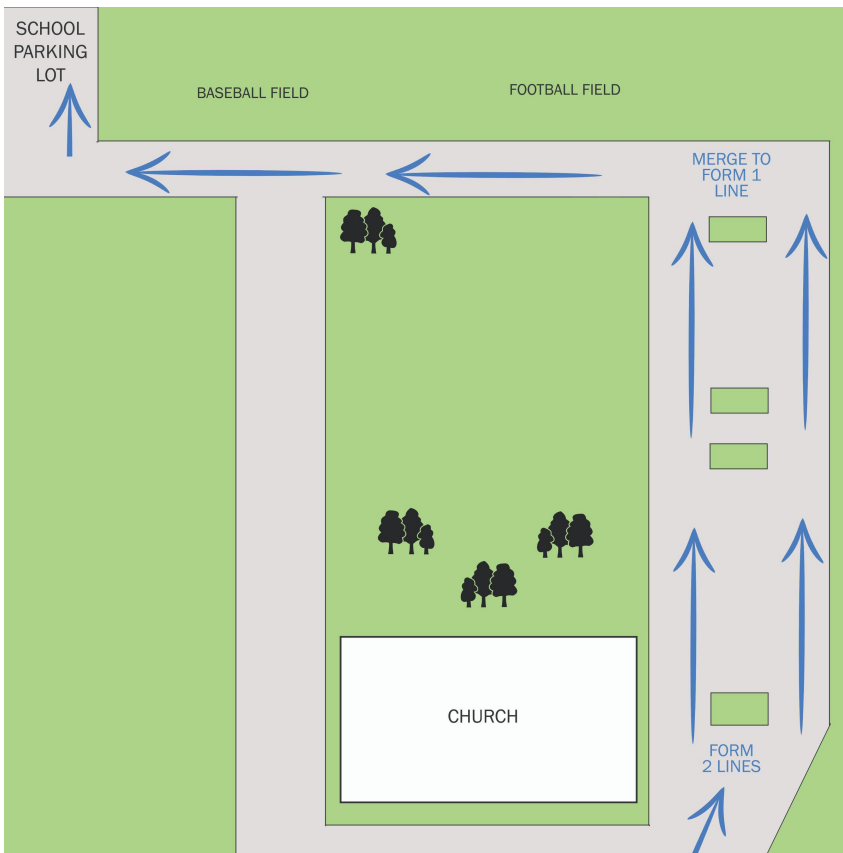 SCHOOL
PARKING
LOT
BASEBALL FIELD
FOOTBALL FIELD
MERGE TO
FORM 1
LINE
CHURCH
FORM
2 LINES